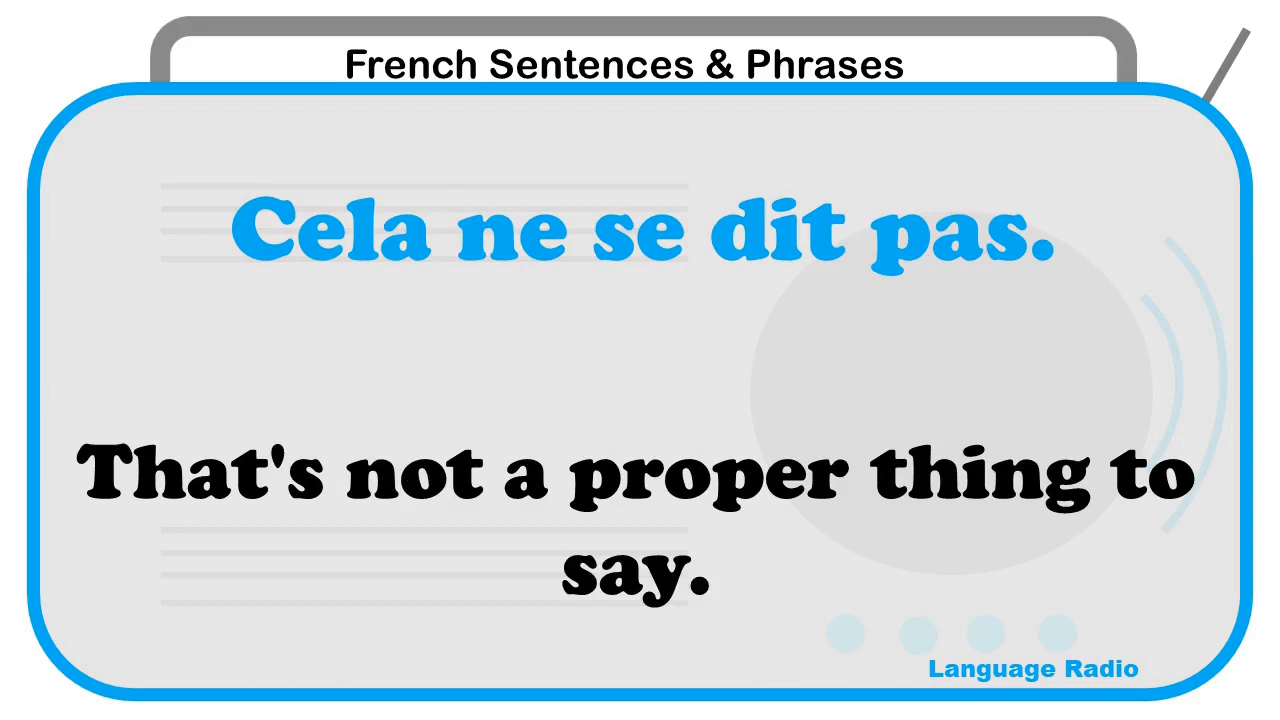 French Sentences & Phrases
Cela ne se dit pas.
That's not a proper thing to
say.
Language Radio